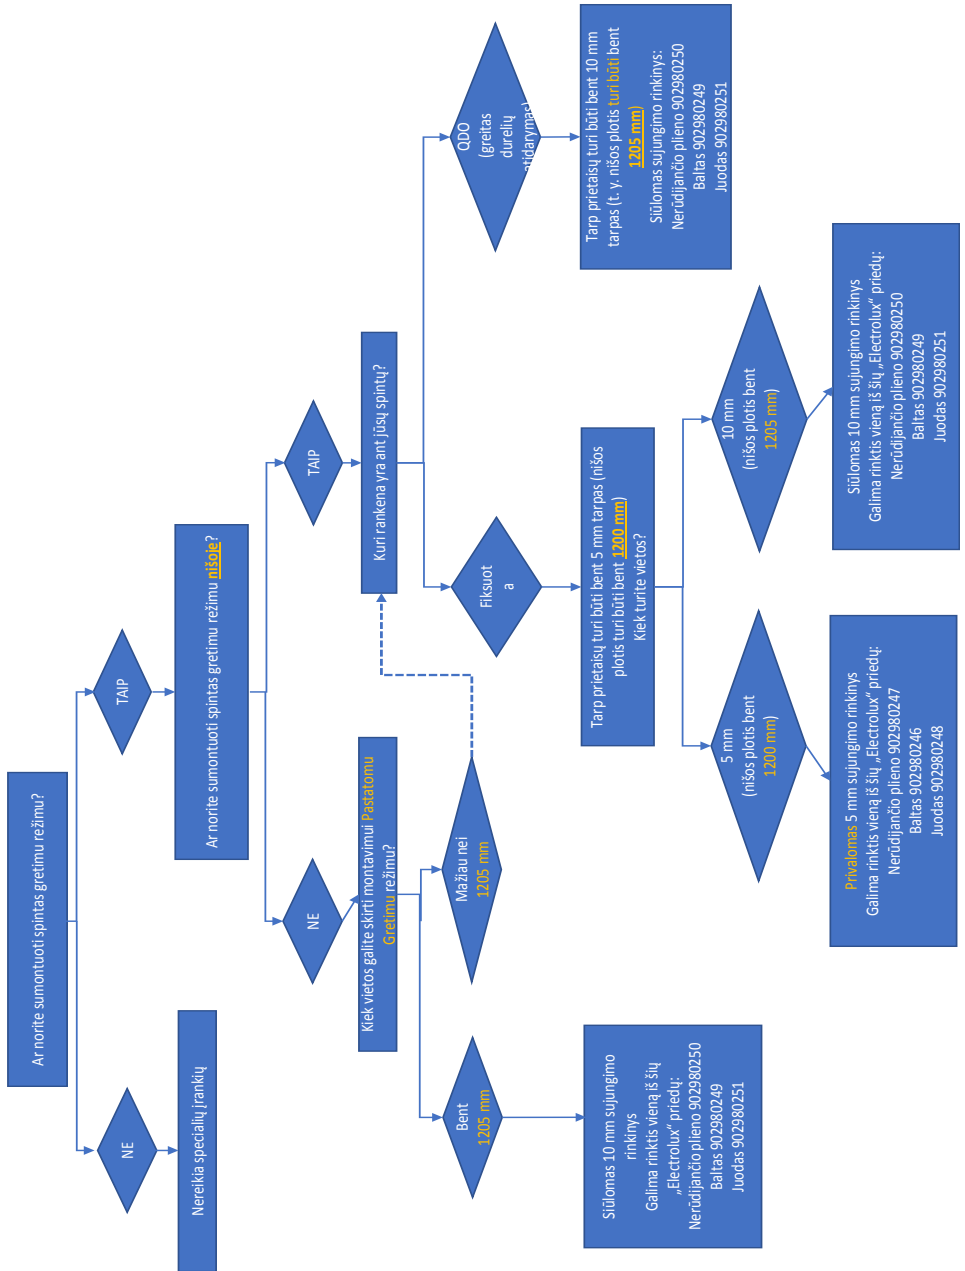 Ar norite sumontuoti spintas gretimu režimu?
NE
TAIP
Nereikia specialių įrankių
Ar norite sumontuoti spintas gretimu režimu nišoje?
NE
TAIP
Kiek vietos galite skirti montavimui Pastatomu
Gretimu režimu?
Kuri rankena yra ant jūsų spintų?
Bent
1205 mm
Mažiau nei
1205 mm
Fiksuot
a
QDO
(greitas
durelių
atidarymas)
Siūlomas 10 mm sujungimo
rinkinys
Galima rinktis vieną iš šių
„Electrolux“ priedų:
Nerūdijančio plieno 902980250
Baltas 902980249
Juodas 902980251
Tarp prietaisų turi būti bent 5 mm tarpas (nišos
plotis turi būti bent 1200 mm)
Kiek turite vietos?
Tarp prietaisų turi būti bent 10 mm
tarpas (t. y. nišos plotis turi būti bent
1205 mm)
Siūlomas sujungimo rinkinys:
Nerūdijančio plieno 902980250
Baltas 902980249
Juodas 902980251
5 mm
(nišos plotis bent
1200 mm)
10 mm
(nišos plotis bent
1205 mm)
Privalomas 5 mm sujungimo rinkinys
Galima rinktis vieną iš šių „Electrolux“ priedų:
Nerūdijančio plieno 902980247
Baltas 902980246
Juodas 902980248
Siūlomas 10 mm sujungimo rinkinys
Galima rinktis vieną iš šių „Electrolux“ priedų:
Nerūdijančio plieno 902980250
Baltas 902980249
Juodas 902980251